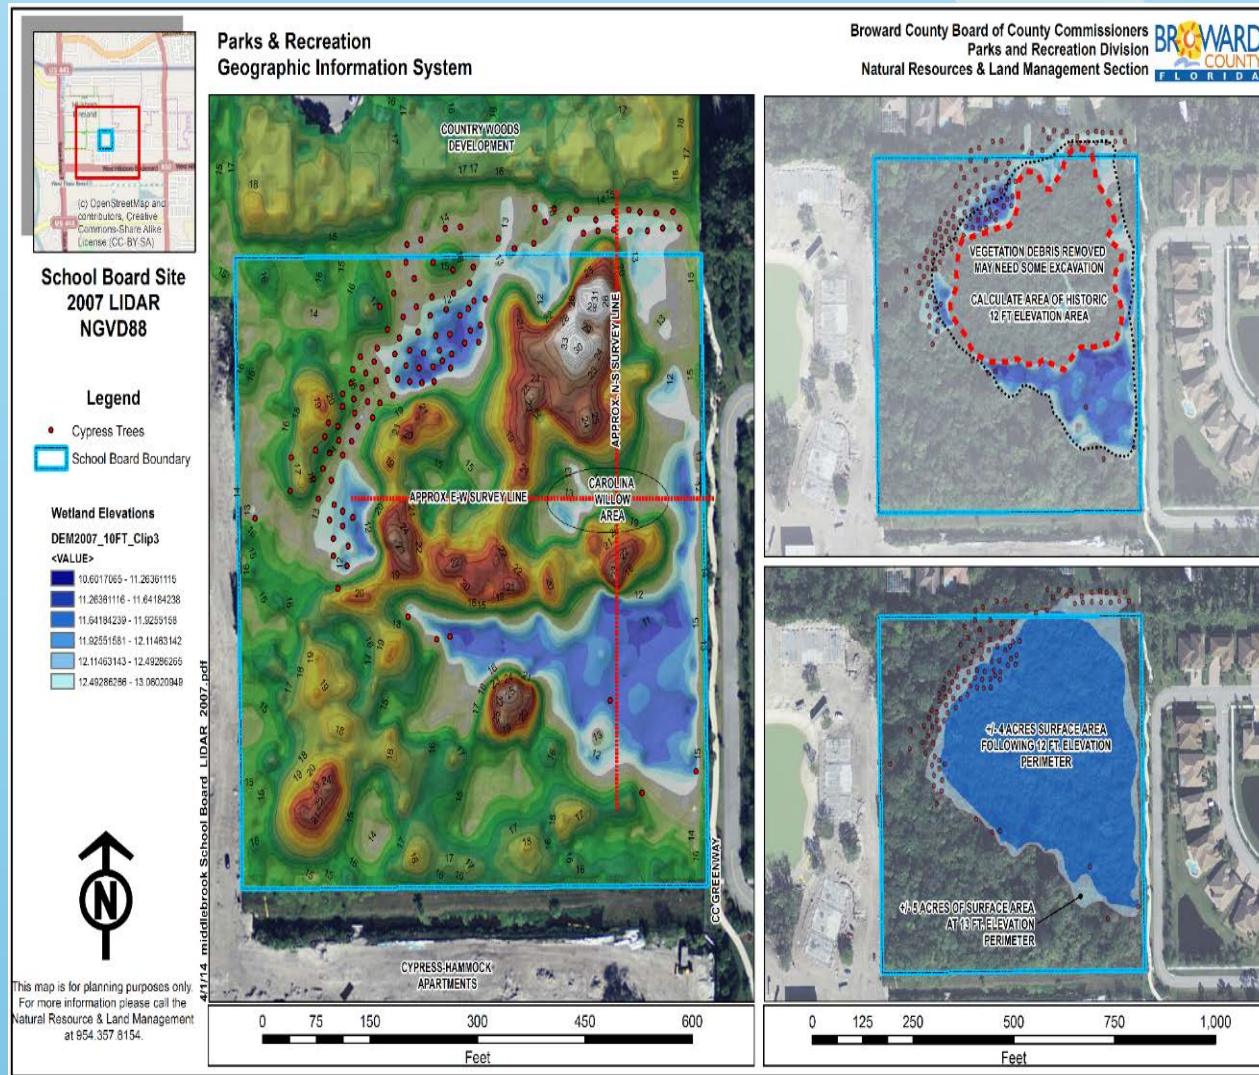 Parks & Recreation
Geographic Information System
Broward County Board of County Commissioners
Parks and Recreation Division
Natural Resources & Land Management Section
BROWARD
COUNTY
FLORIDA
US 441
(c) OpenStreetMap and
contributors, Creative
Commons-Share Alike
License (CC-BY-SA)
School Board Site
2007 LIDAR
NGVD88
Legend
Cypress Trees
School Board Boundary
Wetland Elevations
DEM2007_10FT_Clip3
<VALUE>
10.6017065 - 11.26361115
11.26361116 - 11.64184238
11.64184239 - 11.9255158
11.92551581 - 12.11463142
12.11463143 - 12.49286265
12.49286266 - 13.06020949
N
This map is for planning purposes only.
For more information please call the
Natural Resource & Land Management
at 954.357.8154.
4/1/14 middlebrook School Board LIDAR 2007.pdf
COUNTRY WOODS
DEVELOPMENT
APPROX. N-S SURVEY LINE
APPROX. E-W SURVEY LINE
CAROLINA
WILLOW
AREA
CC GREENWAY
CYPRESS-HAMMOCK
APARTMENTS
0 75 150 300 450 600
Feet
VEGETATION DEBRIS REMOVED
MAY NEED SOME EXCAVATION
CALCULATE AREA OF HISTORIC
12 FT ELEVATION AREA
+/- 4 ACRES SURFACE AREA
FOLLOWING 12 FT. ELEVATION
PERIMETER
+/- 5 ACRES OF SURFACE AREA
AT 13 FT. ELEVATION
PERIMETER
0 125 250 500 750 1,000
Feet